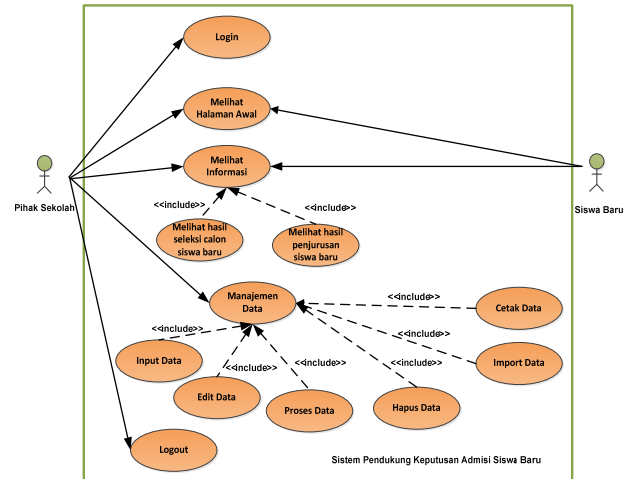 Login
Melihat
Halaman Awal
Melihat
Informasi
Pihak Sekolah
Siswa Baru
<<include>>
<<include>>
Melihat hasil
seleksi calon
siswa baru
Melihat hasil
penjurusan
siswa baru
Manajemen
Data
<<include>>
Cetak Data
<<include>>
<<include>>
Input Data
<<include>>
<<include>>
<<include>>
Import Data
Edit Data
Proses Data
Hapus Data
Logout
Sistem Pendukung Keputusan Admisi Siswa Baru